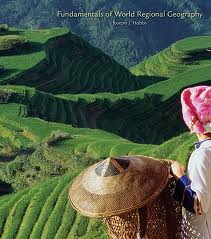 Fundamentals of World Regional Geography
Joseph J. Hobbs